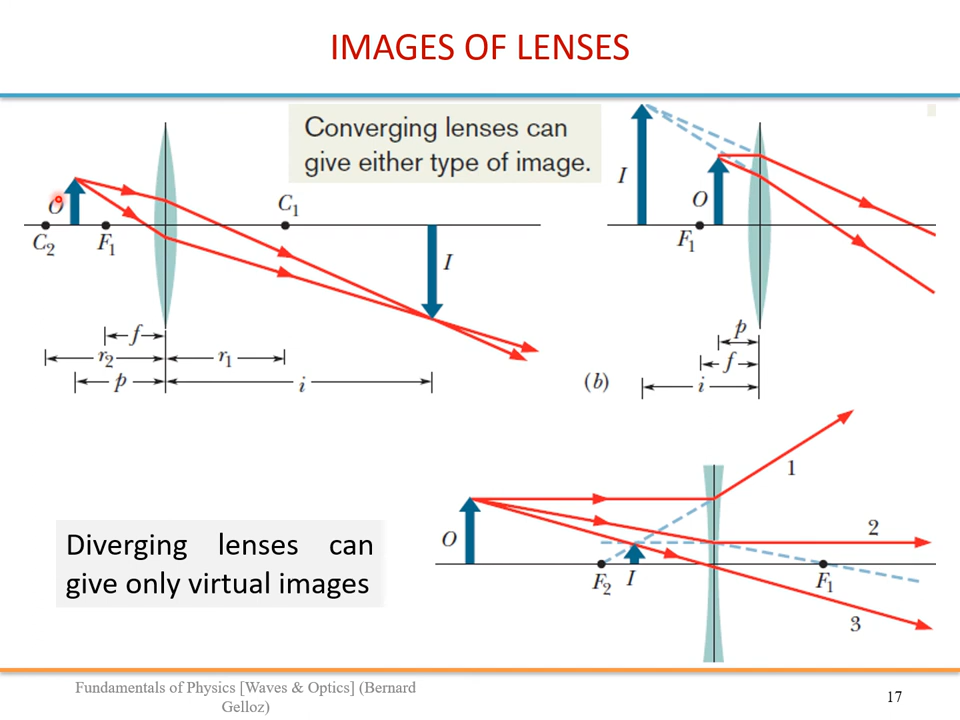 IMAGES OF LENSES
Converging lenses can
give either type of image.
O
C₂
F₁
C₁
I
f
r₂
r₁
p
i
I
O
F₁
p
f
i
(b)
Diverging lenses can
give only virtual images
O
F₂
I
F₁
1
2
3
Fundamentals of Physics [Waves & Optics] (Bernard
Gelloz)
17